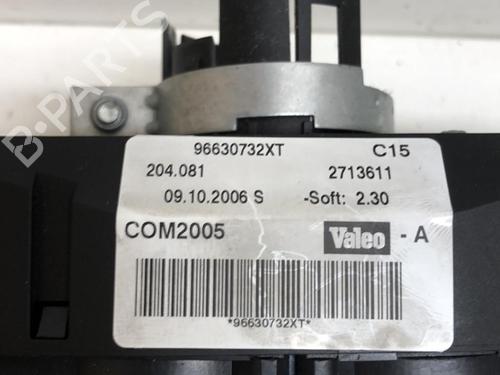 B-PARTS
96630732XT C15
204.081 2713611
09.10.2006 S -Soft: 2.30
COM2005 Valeo - A
*96630732XT*